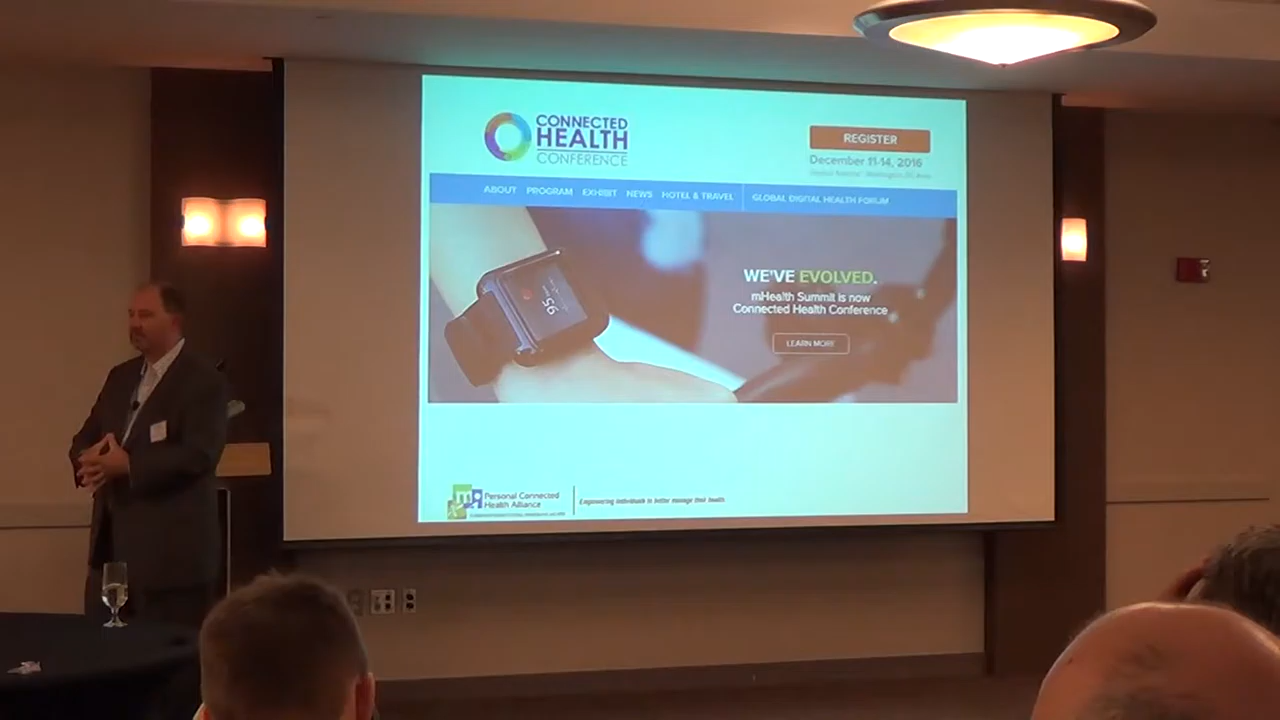 CONNECTED
HEALTH
CONFERENCE
REGISTER
December 11-14, 2016
ABOUT PROGRAM EXHIBIT NEWS HOTEL & TRAVEL GLOBAL DIGITAL HEALTH FORUM
95
WE'VE EVOLVED.
mHealth Summit is now
Connected Health Conference
LEARN MORE
Personal Connected
Health Alliance
Empowering individuals to better manage their health